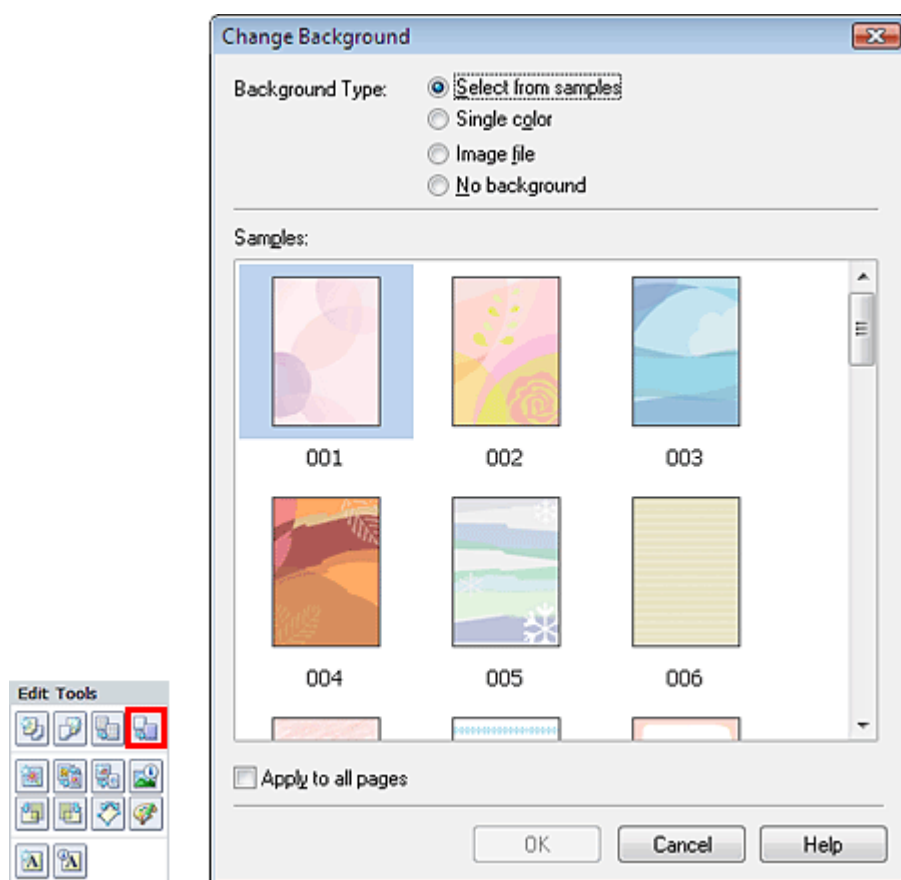 Change Background
Background Type:
Select from samples
Single color
Image file
No background
Samples:
001 002 003
004 005 006
Edit Tools
Apply to all pages
A A
OK Cancel Help